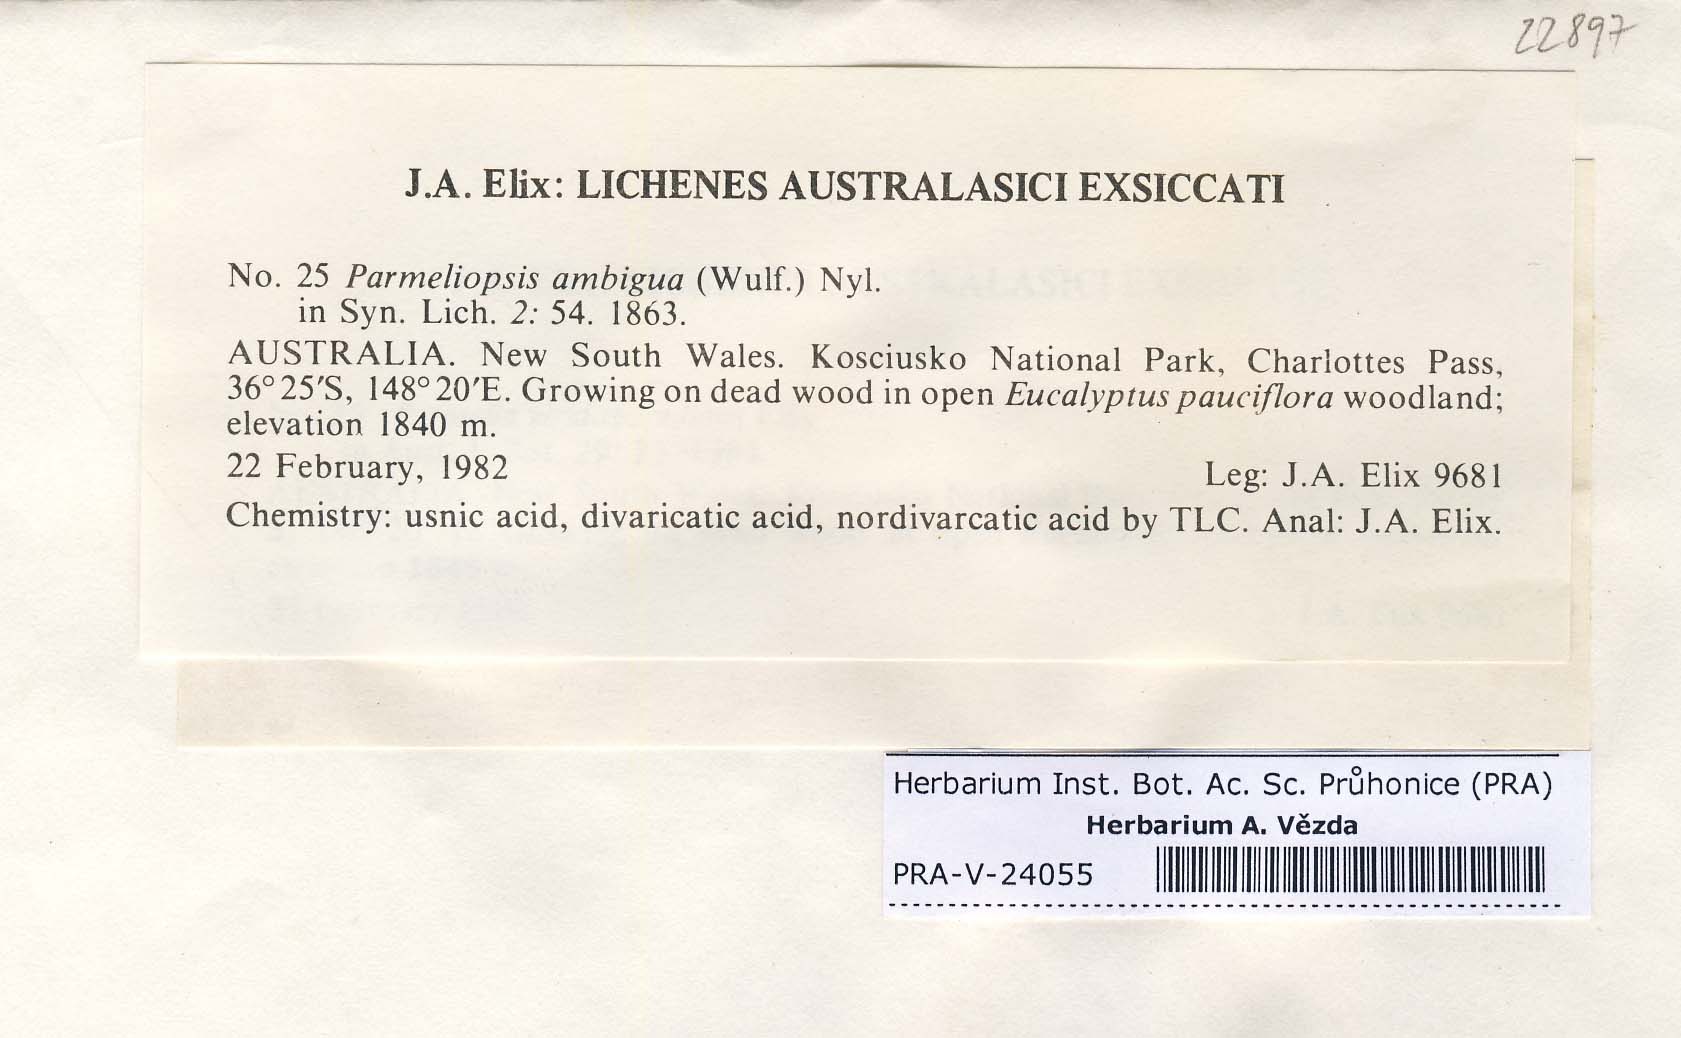 22897
J.A. Elix: LICHENES AUSTRALASICI EXSICCATI
No. 25 Parmeliopsis ambigua (Wulf.) Nyl.
in Syn. Lich. 2: 54. 1863.
AUSTRALIA. New South Wales. Kosciusko National Park, Charlottes Pass,
36°25'S, 148°20'E. Growing on dead wood in open Eucalyptus pauciflora woodland;
elevation 1840 m.
22 February, 1982 Leg: J.A. Elix 9681
Chemistry: usnic acid, divaricatic acid, nordivarcatic acid by TLC. Anal: J.A. Elix.
Herbarium Inst. Bot. Ac. Sc. Průhonice (PRA)
Herbarium A. Vězda
PRA-V-24055